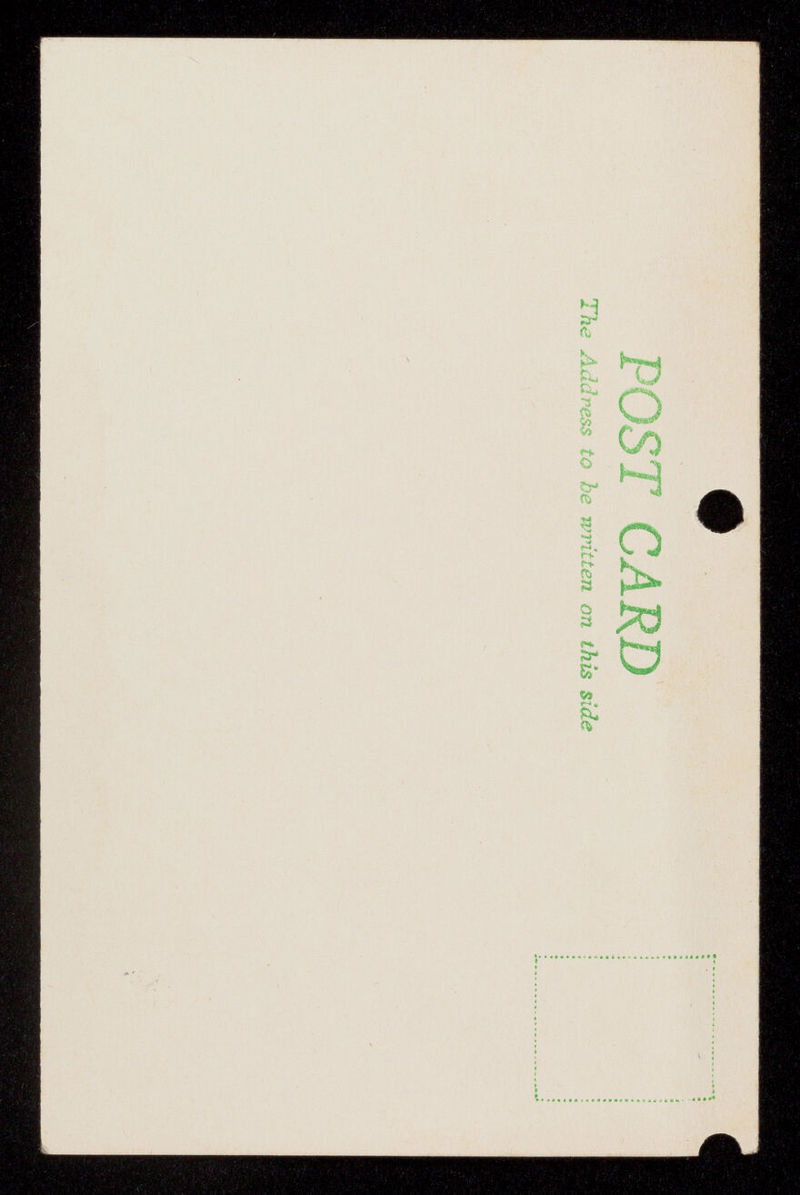 POST CARD
The Address to be written on this side